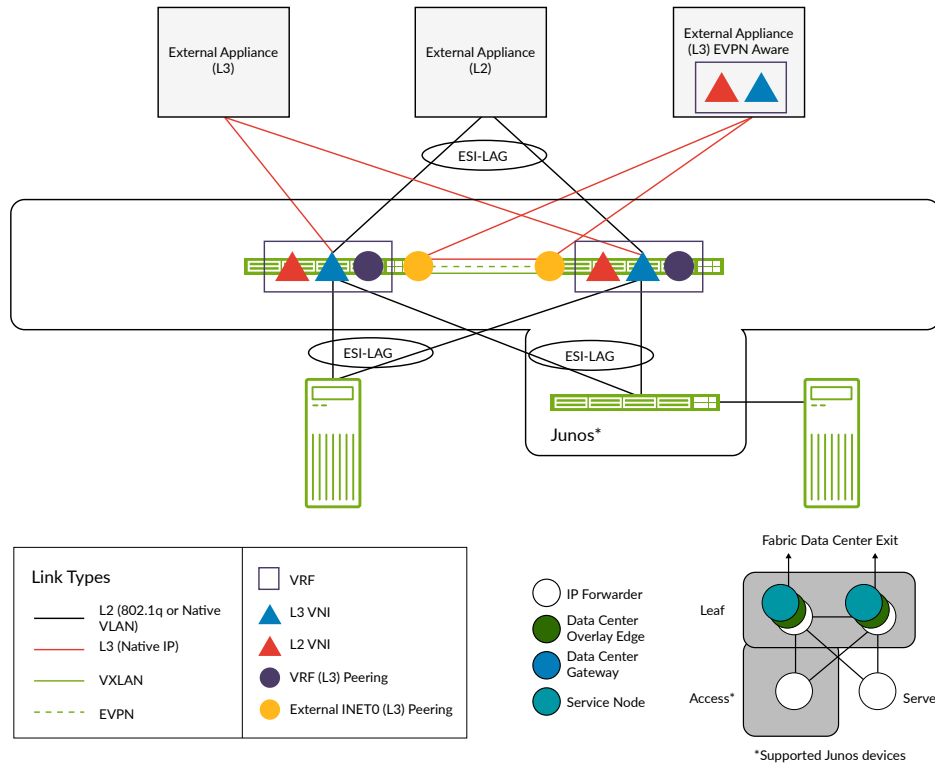 External Appliance
(L3)
External Appliance
(L2)
External Appliance
(L3) EVPN Aware
ESI-LAG
ESI-LAG
ESI-LAG
Junos*
Link Types
L2 (802.1q or Native
VLAN)
L3 (Native IP)
VXLAN
EVPN
VRF
L3 VNI
L2 VNI
VRF (L3) Peering
External INET0 (L3) Peering
IP Forwarder
Data Center
Overlay Edge
Data Center
Gateway
Service Node
Fabric Data Center Exit
Leaf
Access*
Serve
*Supported Junos devices